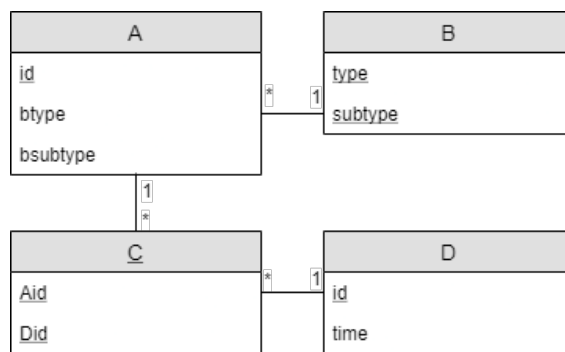 A
id
btype
bsubtype
B
type
subtype
*
1
1
*
C
Aid
Did
*
1
D
id
time